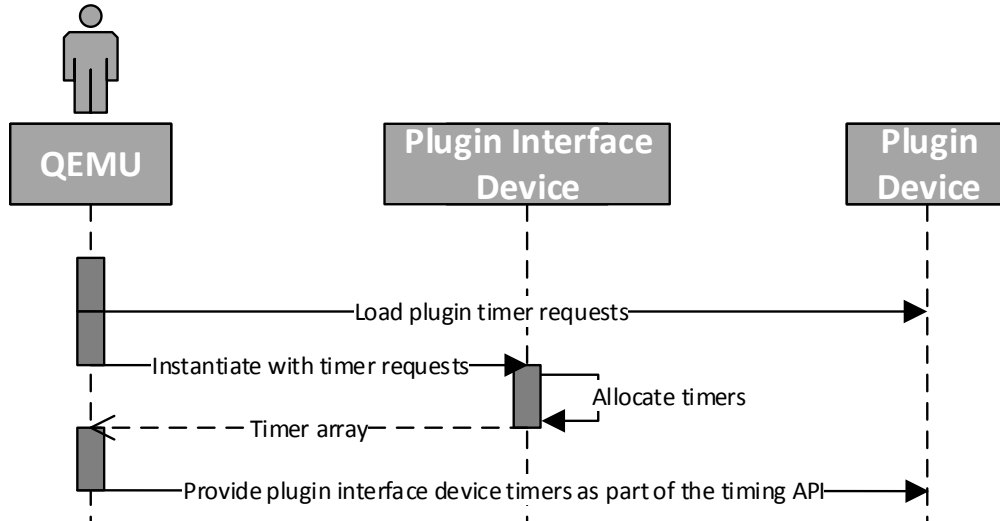 QEMU
Plugin Interface
Device
Plugin
Device
Load plugin timer requests
Instantiate with timer requests
Allocate timers
Timer array
Provide plugin interface device timers as part of the timing API